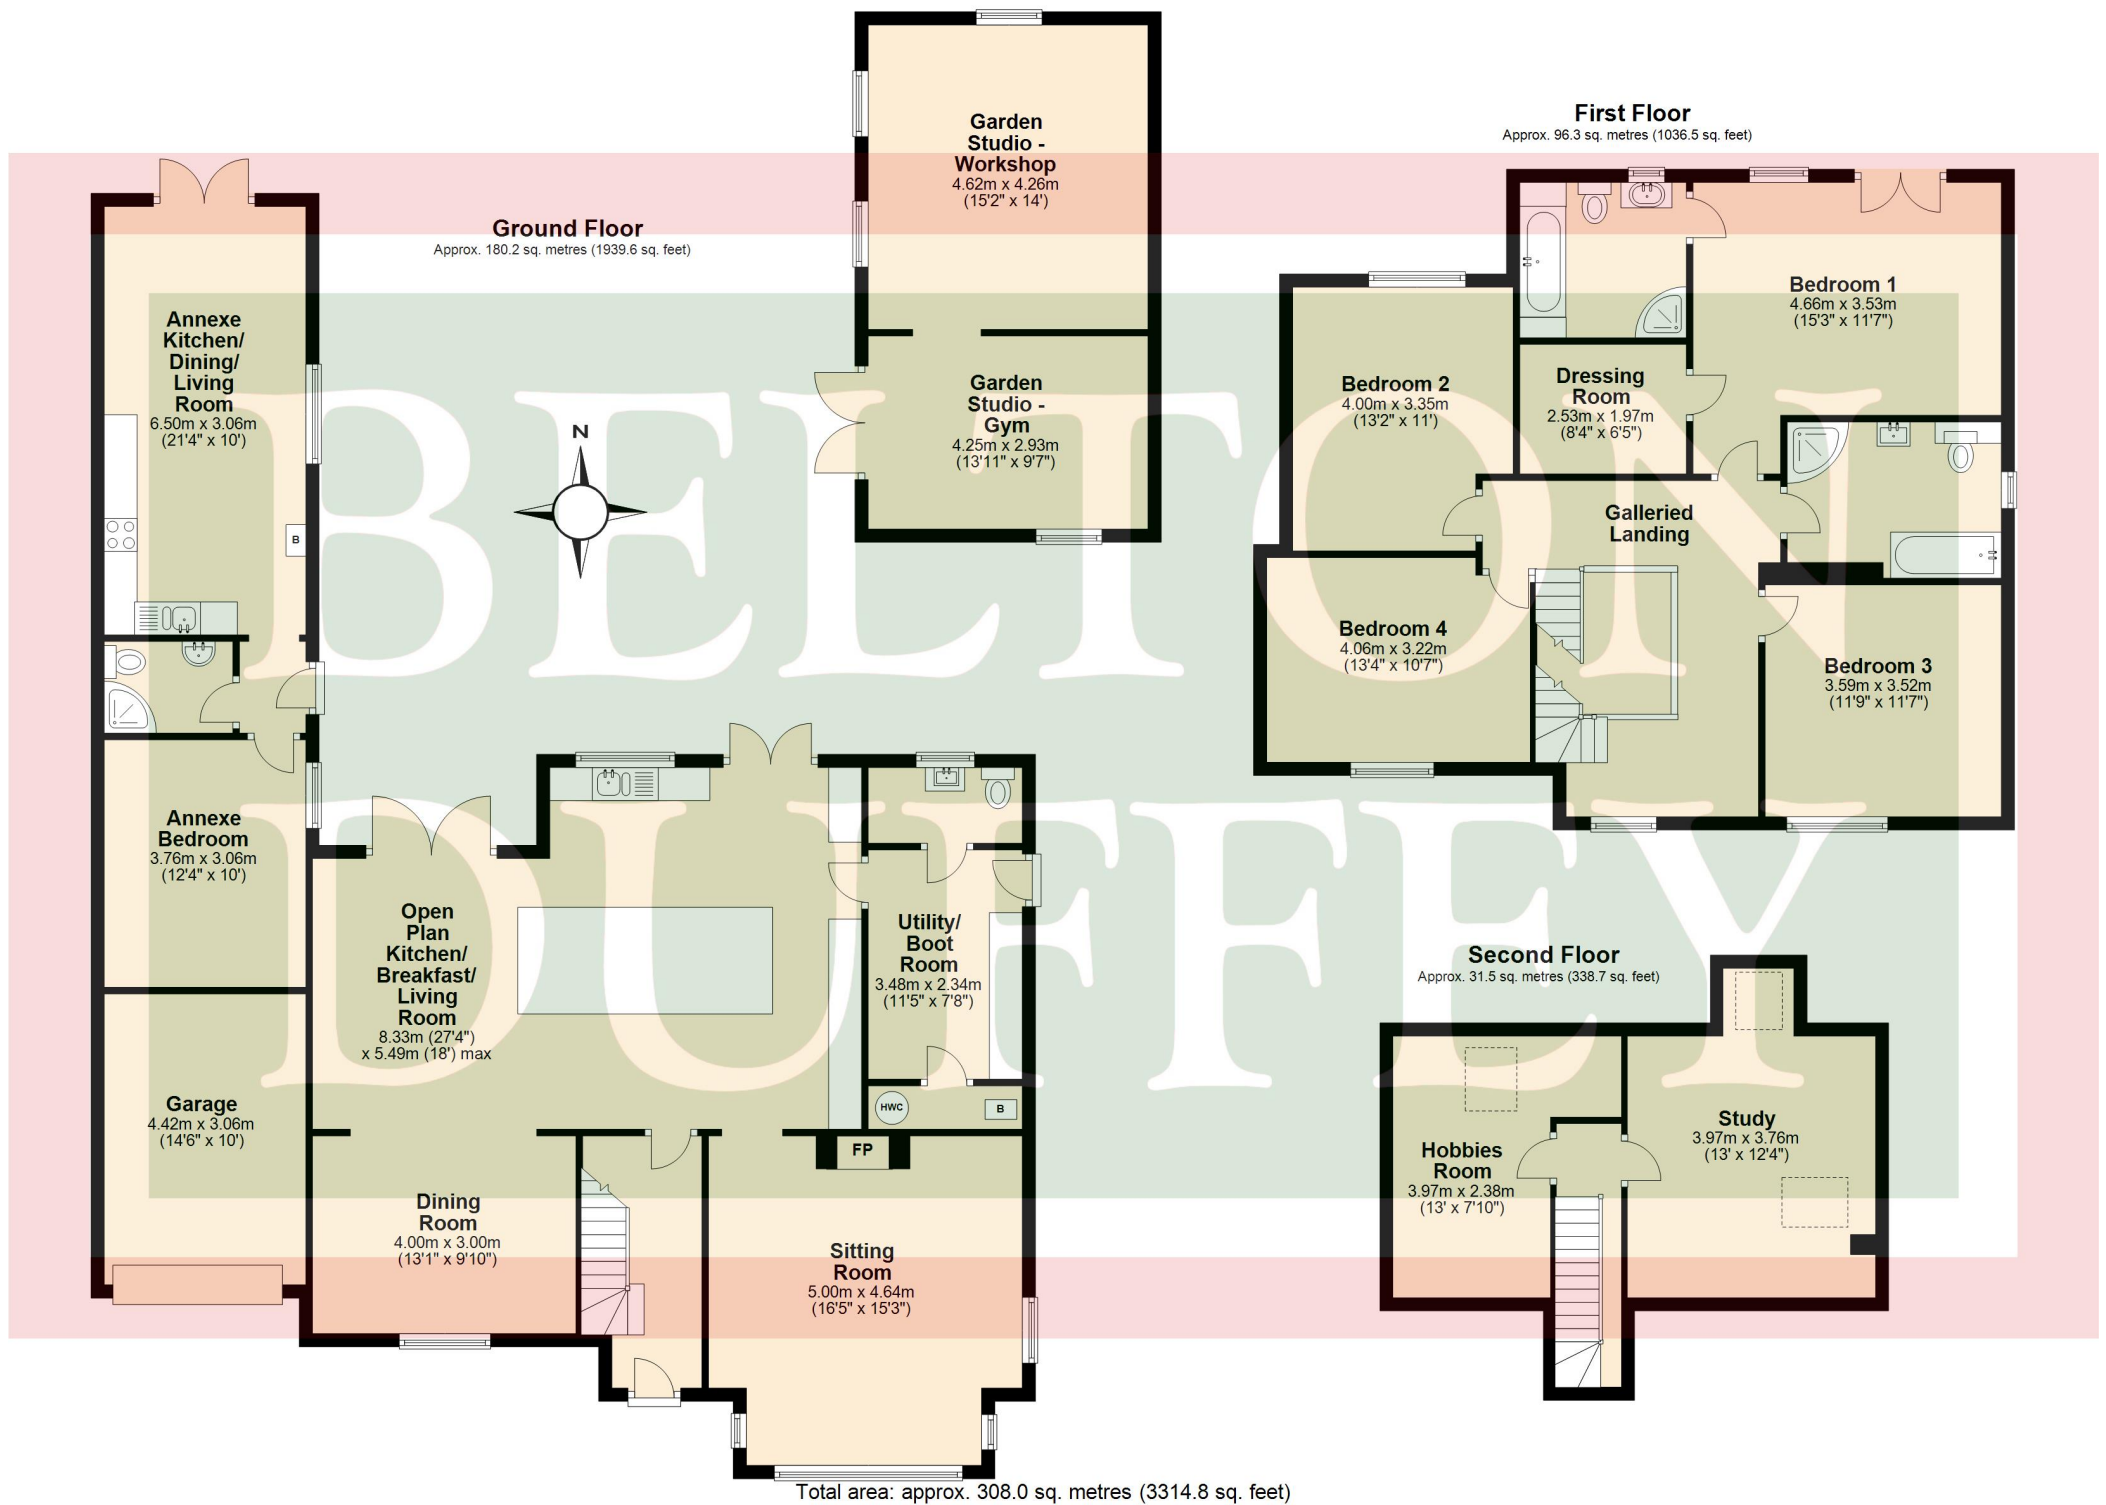 Garden
Studio -
Workshop
4.62m x 4.26m
(15'2" x 14')
First Floor
Approx. 96.3 sq. metres (1036.5 sq. feet)
Ground Floor
Approx. 180.2 sq. metres (1939.6 sq. feet)
Annexe
Kitchen/
Dining/
Living
Room
6.50m x 3.06m
(21'4" x 10')
B
N
Garden
Studio -
Gym
4.25m x 2.93m
(13'11" x 9'7")
Bedroom 1
4.66m x 3.53m
(15'3" x 11'7")
Bedroom 2
4.00m x 3.35m
(13'2" x 11')
Dressing
Room
2.53m x 1.97m
(8'4" x 6'5")
Galleried
Landing
Bedroom 4
4.06m x 3.22m
(13'4" x 10'7")
Bedroom 3
3.59m x 3.52m
(11'9" x 11'7")
BELTON
DUFFEY
Annexe
Bedroom
3.76m x 3.06m
(12'4" x 10')
Open
Plan
Kitchen/
Breakfast/
Living
Room
8.33m (27'4")
x 5.49m (18') max
Utility/
Boot
Room
3.48m x 2.34m
(11'5" x 7'8")
HWC
B
Garage
4.42m x 3.06m
(14'6" x 10')
FP
Dining
Room
4.00m x 3.00m
(13'1" x 9'10")
Sitting
Room
5.00m x 4.64m
(16'5" x 15'3")
Second Floor
Approx. 31.5 sq. metres (338.7 sq. feet)
Hobbies
Room
3.97m x 2.38m
(13' x 7'10")
Study
3.97m x 3.76m
(13' x 12'4")
Total area: approx. 308.0 sq. metres (3314.8 sq. feet)